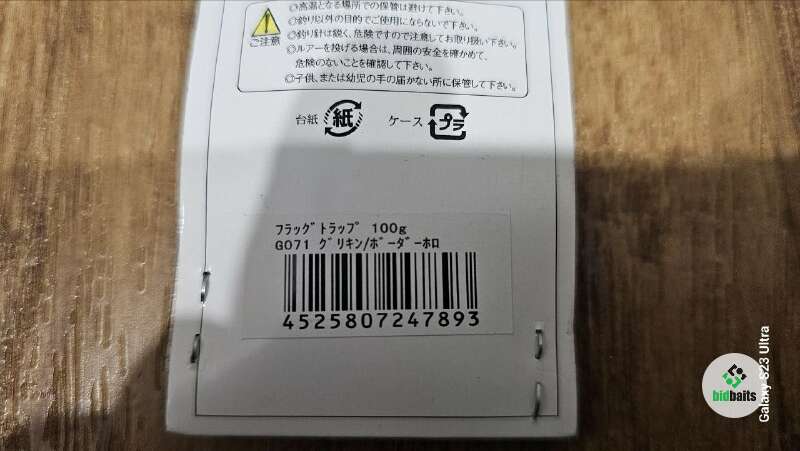 ◎高温となる場所での保管は避けて下さい。
◎釣り以外の目的でご使用にならないで下さい。
◎釣り針は鋭く、危険ですので注意してお取り扱い下さい。
◎ルアーを投げる場合は、周囲の安全を確かめて、
危険のないことを確認して下さい。
◎子供、または幼児の手の届かない所に保管して下さい。
ご注意
台紙 紙 ケース プラ
ﾌﾗｯｸﾞﾄﾗｯﾌﾟ 100g
G071 ｸﾞﾘｷﾝ/ﾎﾞｰﾀﾞｰﾎﾛ
4525807247893
bidbaits
Galaxy S23 Ultra